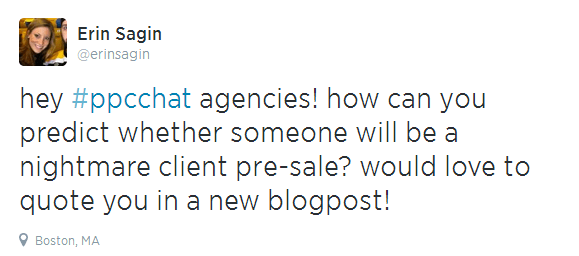 Erin Sagin
@erinsagin
hey #ppcchat agencies! how can you
predict whether someone will be a
nightmare client pre-sale? would love to
quote you in a new blogpost!
Boston, MA